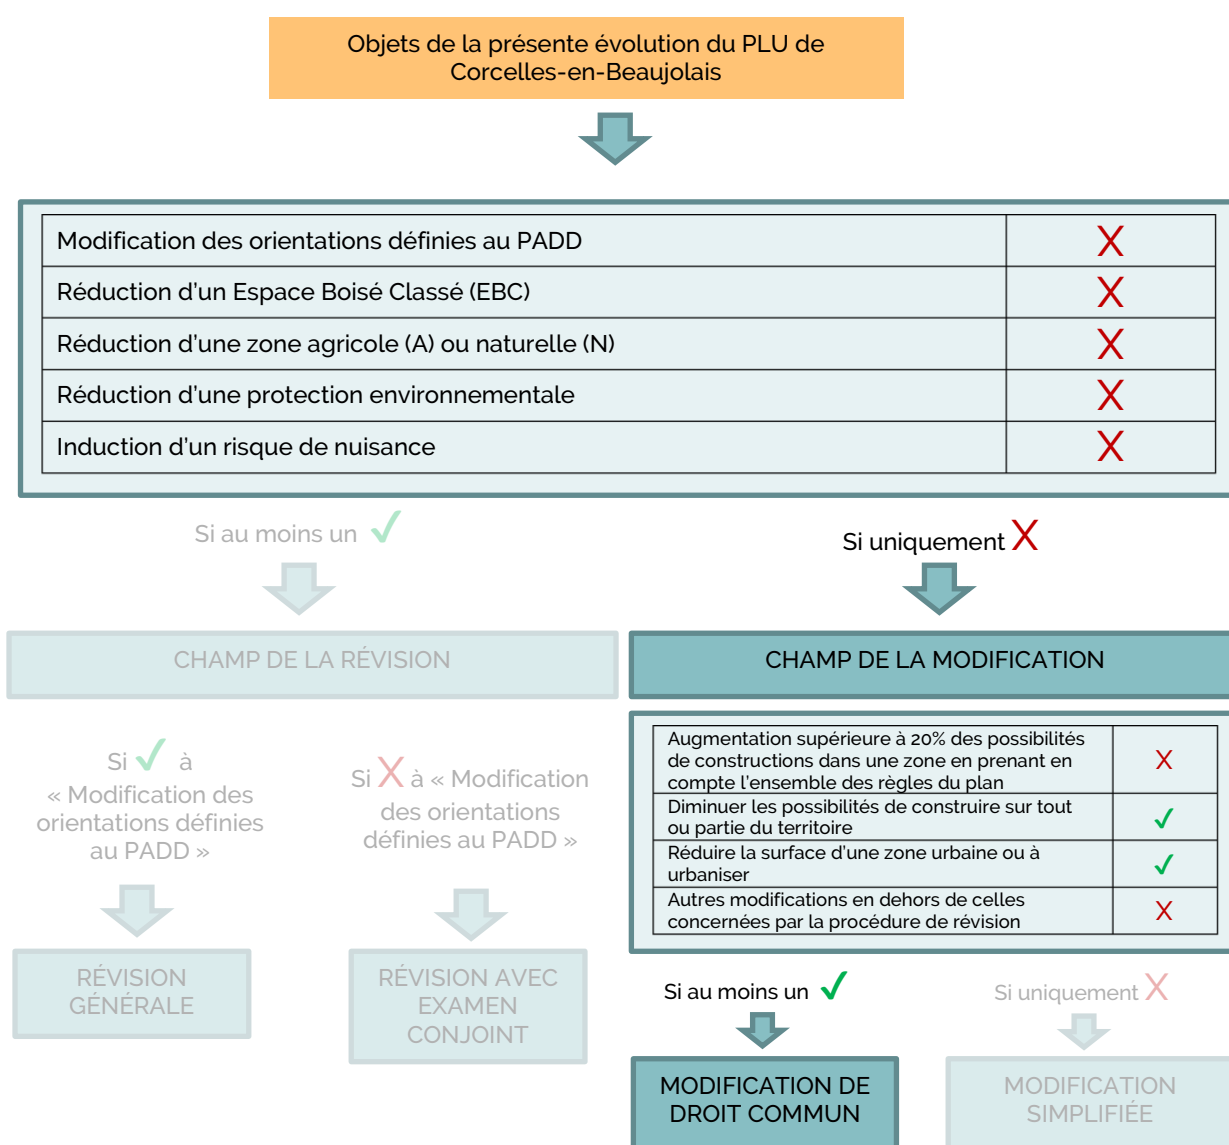 Objets de la présente évolution du PLU de
Corcelles-en-Beaujolais
Modification des orientations définies au PADD X
Réduction d'un Espace Boisé Classé (EBC) X
Réduction d'une zone agricole (A) ou naturelle (N) X
Réduction d'une protection environnementale X
Induction d'un risque de nuisance X
Si au moins un ✓
Si uniquement X
CHAMP DE LA RÉVISION
CHAMP DE LA MODIFICATION
Si ✓ à
« Modification des
orientations définies
au PADD »
Si X à « Modification
des orientations
définies au PADD »
Augmentation supérieure à 20% des possibilités
de constructions dans une zone en prenant en
compte l'ensemble des règles du plan X
Diminuer les possibilités de construire sur tout
ou partie du territoire ✓
Réduire la surface d'une zone urbaine ou à
urbaniser ✓
Autres modifications en dehors de celles
concernées par la procédure de révision X
RÉVISION
GÉNÉRALE
RÉVISION AVEC
EXAMEN
CONJOINT
Si au moins un ✓
Si uniquement X
MODIFICATION DE
DROIT COMMUN
MODIFICATION
SIMPLIFIÉE